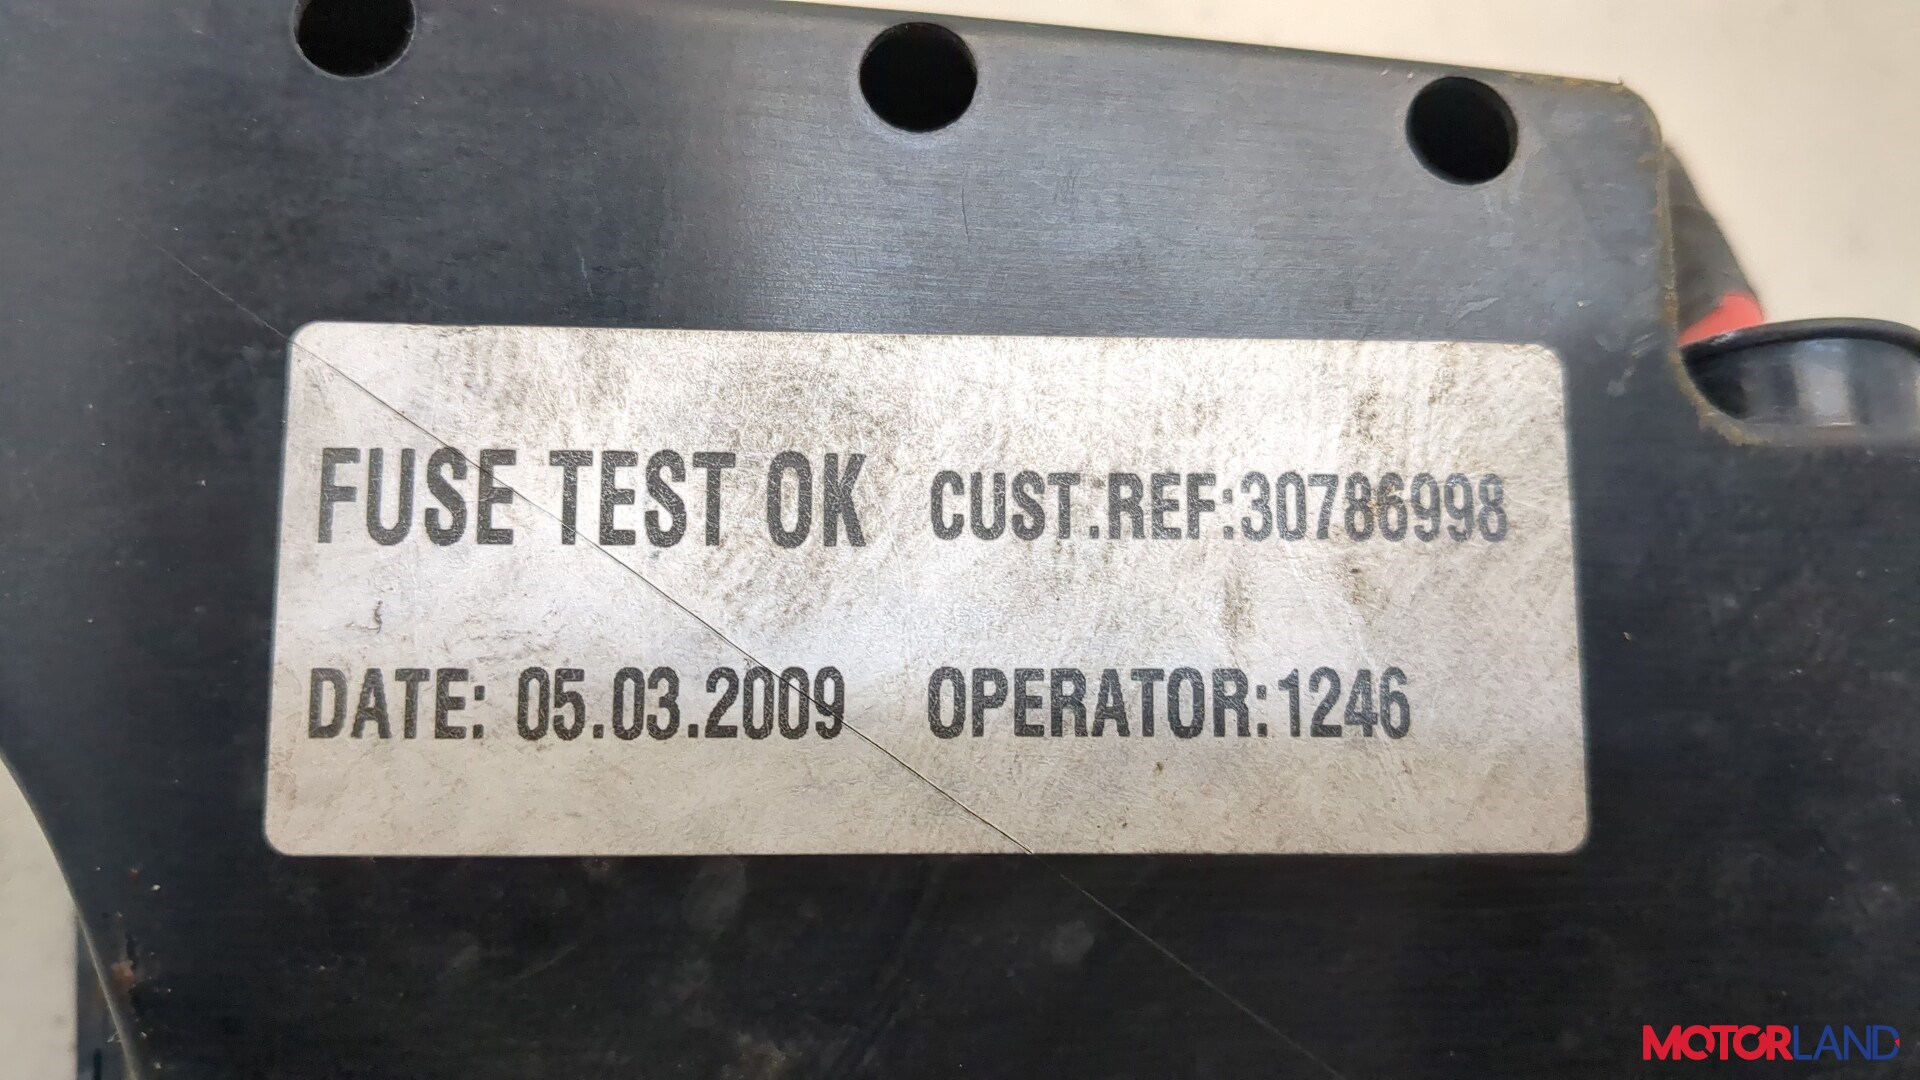 FUSE TEST OK CUST.REF:30786998
DATE: 05.03.2009 OPERATOR:1246
MOTORLAND